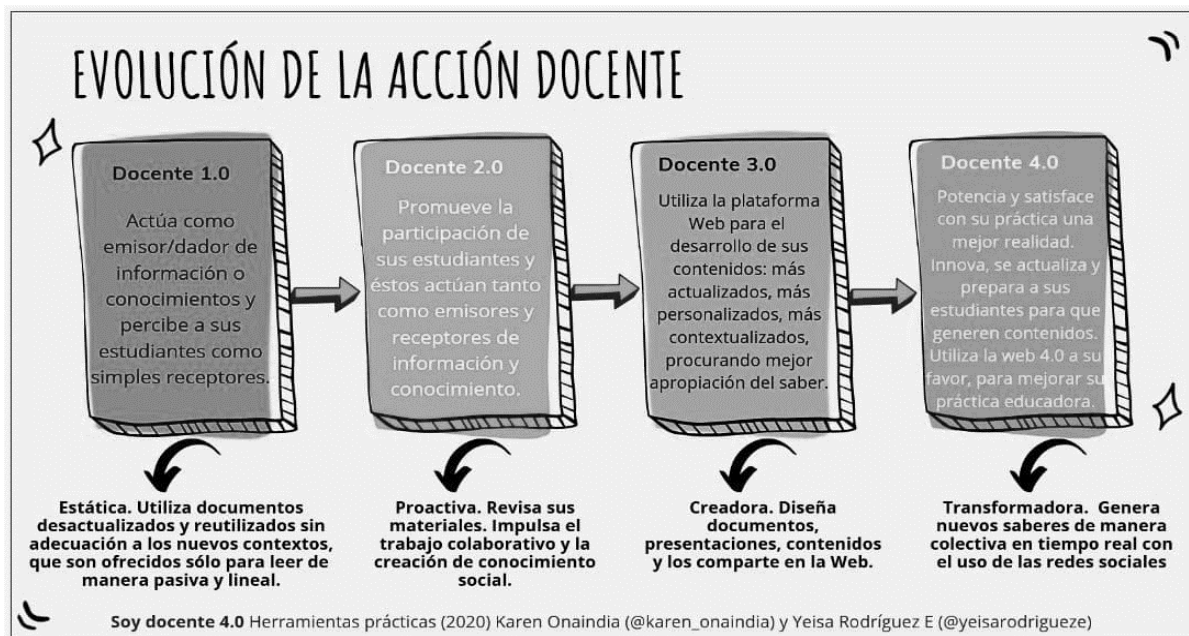 EVOLUCIÓN DE LA ACCIÓN DOCENTE
Docente 1.0
Actúa como
emisor/dador de
información o
conocimientos y
percibe a sus
estudiantes como
simples receptores.
Docente 2.0
Promueve la
participación de
sus estudiantes y
éstos actúan tanto
como emisores y
receptores de
información y
conocimiento.
Docente 3.0
Utiliza la plataforma
Web para el
desarrollo de sus
contenidos: más
actualizados, más
personalizados, más
contextualizados,
procurando mejor
apropiación del saber.
Docente 4.0
Potencia y satisface
con su práctica una
mejor realidad.
Innova, se actualiza y
prepara a sus
estudiantes para que
generen contenidos.
Utiliza la web 4.0 a su
favor, para mejorar su
práctica educadora.
Estática. Utiliza documentos
desactualizados y reutilizados sin
adecuación a los nuevos contextos,
que son ofrecidos sólo para leer de
manera pasiva y lineal.
Proactiva. Revisa sus
materiales. Impulsa el
trabajo colaborativo y la
creación de conocimiento
social.
Creadora. Diseña
documentos,
presentaciones, contenidos
y los comparte en la Web.
Transformadora. Genera
nuevos saberes de manera
colectiva en tiempo real con
el uso de las redes sociales
Soy docente 4.0 Herramientas prácticas (2020) Karen Onaindia (@karen_onaindia) y Yeisa Rodríguez E (@yeisarodrigueze)